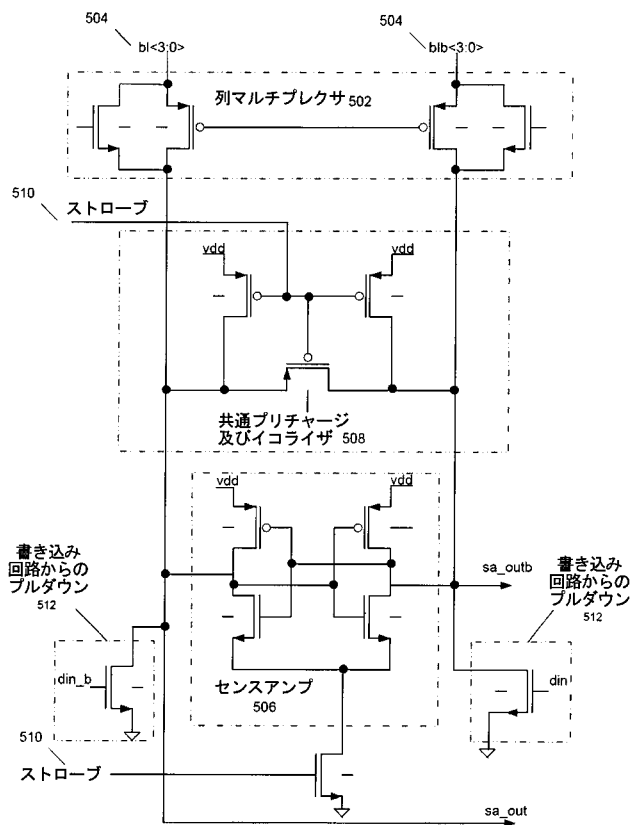 504
504
bl<3:0>
blb<3:0>
列マルチプレクサ 502
510
ストローブ
vdd
vdd
共通プリチャージ
及びイコライザ 508
vdd
vdd
書き込み
回路からの
プルダウン
512
sa_outb
書き込み
回路からの
プルダウン
512
din_b
din
センスアンプ
506
510
ストローブ
sa_out